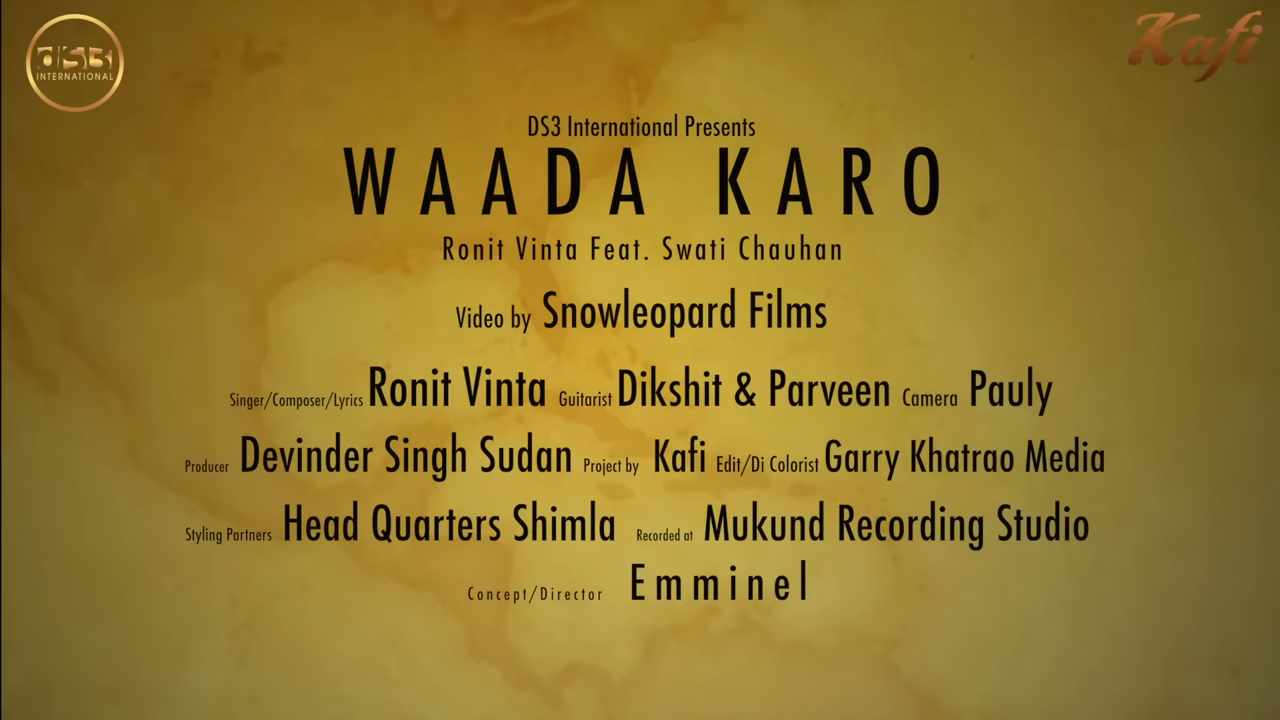 DS3
INTERNATIONAL
Kafi
DS3 International Presents
WAADA KARO
Ronit Vinta Feat. Swati Chauhan
Video by Snowleopard Films
Singer/Composer/Lyrics Ronit Vinta Guitarist Dikshit & Parveen Camera Pauly
Producer Devinder Singh Sudan Project by Kafi Edit/Di Colorist Garry Khatrao Media
Styling Partners Head Quarters Shimla Recorded at Mukund Recording Studio
Concept/Director Emminel